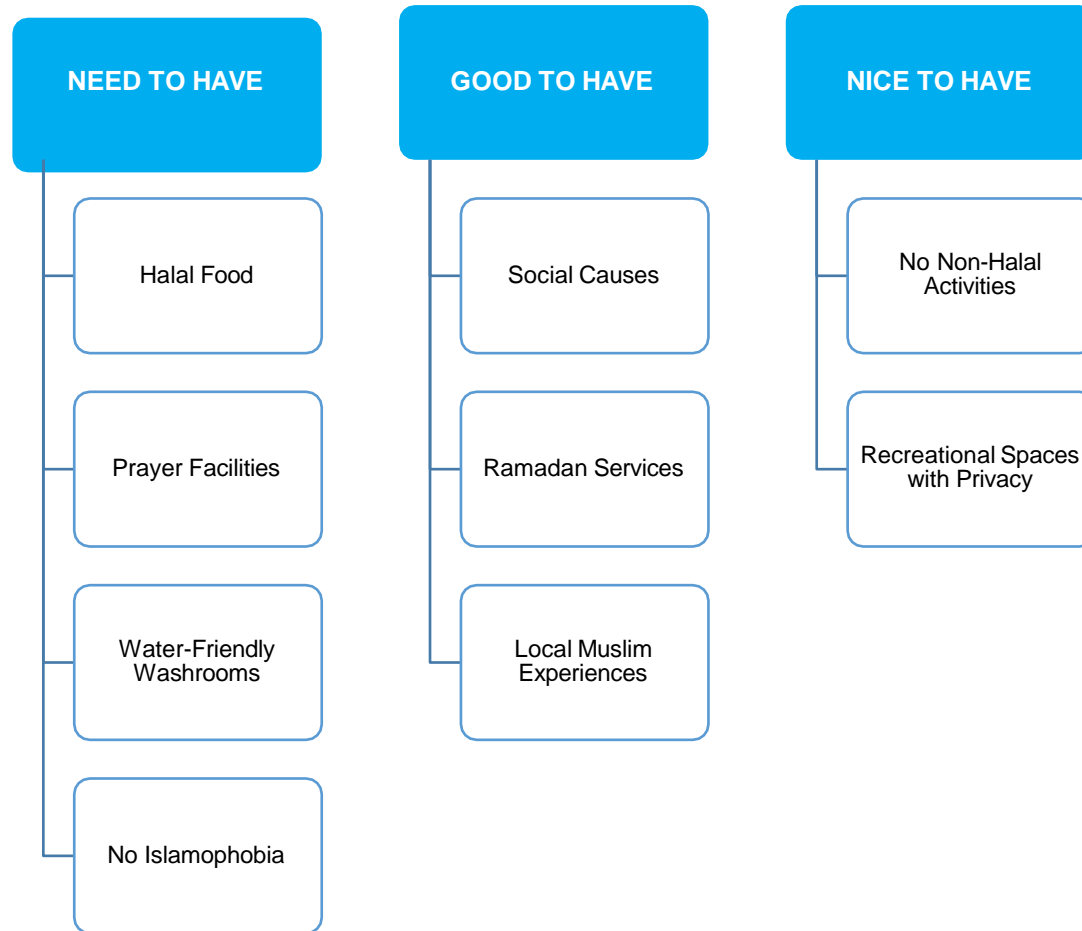 NEED TO HAVE
Halal Food
Prayer Facilities
Water-Friendly
Washrooms
No Islamophobia
GOOD TO HAVE
Social Causes
Ramadan Services
Local Muslim
Experiences
NICE TO HAVE
No Non-Halal
Activities
Recreational Spaces
with Privacy